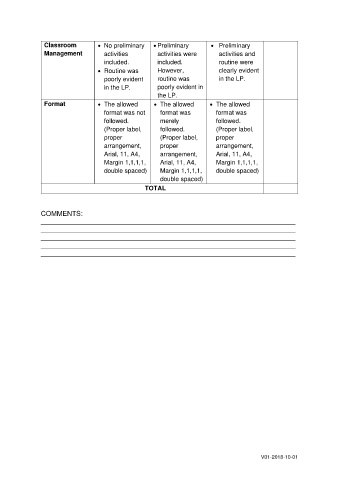 Classroom
Management
• No preliminary
activities
included.
• Routine was
poorly evident
in the LP.
• Preliminary
activities were
included.
However,
routine was
poorly evident in
the LP.
• Preliminary
activities and
routine were
clearly evident
in the LP.
Format
• The allowed
format was not
followed.
(Proper label,
proper
arrangement,
Arial, 11, A4,
Margin 1,1,1,1,
double spaced)
• The allowed
format was
merely
followed.
(Proper label,
proper
arrangement,
Arial, 11, A4,
Margin 1,1,1,1,
double spaced)
• The allowed
format was
followed.
(Proper label,
proper
arrangement,
Arial, 11, A4,
Margin 1,1,1,1,
double spaced)
TOTAL
COMMENTS:
V01-2018-10-01